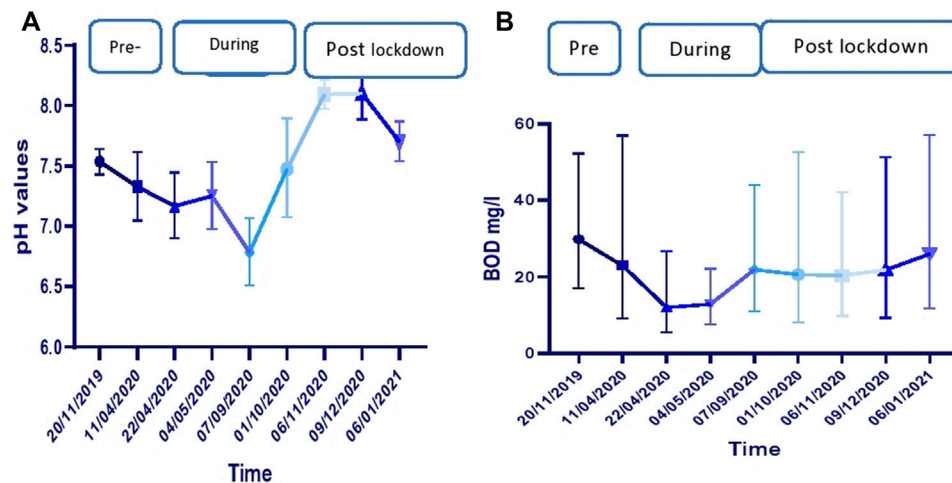 A
Pre-
During
Post lockdown
8.5
8.0
7.5
7.0
6.5
6.0
pH values
20/11/2019
11/04/2020
22/04/2020
04/05/2020
07/09/2020
01/10/2020
06/11/2020
09/12/2020
06/01/2021
Time
B
Pre
During
Post lockdown
60
40
20
0
BOD mg/l
20/11/2019
11/04/2020
22/04/2020
04/05/2020
07/09/2020
01/10/2020
06/11/2020
09/12/2020
06/01/2021
Time